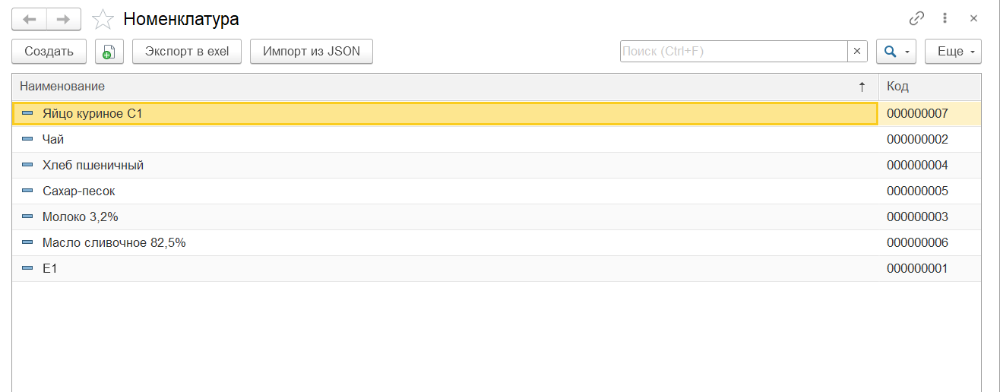 Номенклатура
Создать Экспорт в exel Импорт из JSON Поиск (Ctrl+F) Еще
Наименование Код
Яйцо куриное С1 000000007
Чай 000000002
Хлеб пшеничный 000000004
Сахар-песок 000000005
Молоко 3,2% 000000003
Масло сливочное 82,5% 000000006
Е1 000000001